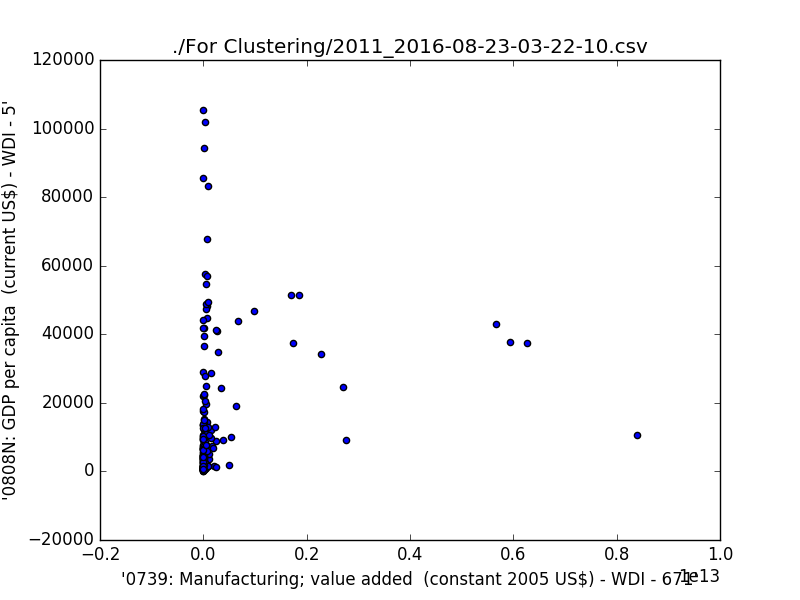 ./For Clustering/2011_2016-08-23-03-22-10.csv
120000
100000
80000
60000
40000
20000
0
−20000
'0808N: GDP per capita  (current US$) - WDI - 5'
−0.2 0.0 0.2 0.4 0.6 0.8 1.0
1e13
'0739: Manufacturing; value added  (constant 2005 US$) - WDI - 671'